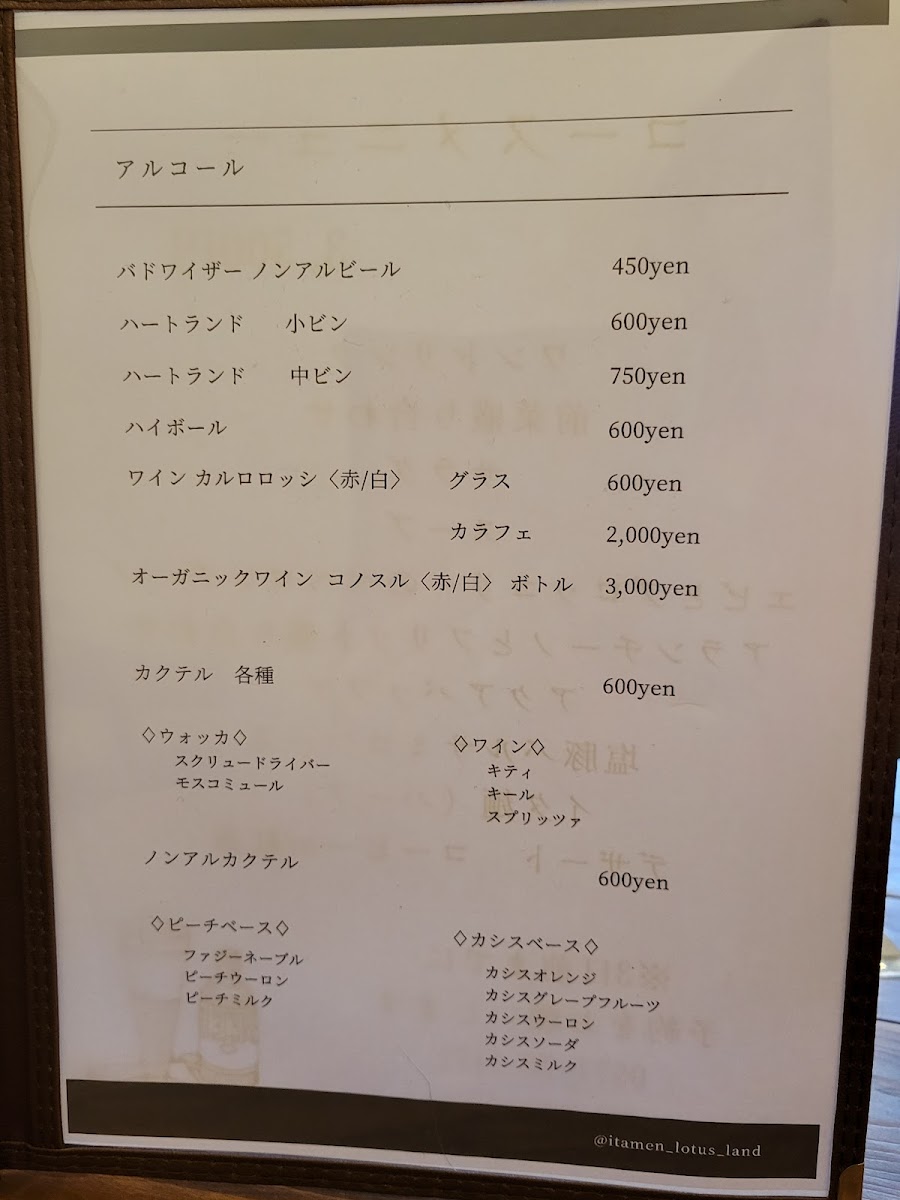 アルコール
バドワイザー ノンアルビール 450yen
ハートランド 小ビン 600yen
ハートランド 中ビン 750yen
ハイボール 600yen
ワイン カルロロッシ〈赤/白〉 グラス 600yen
カラフェ 2,000yen
オーガニックワイン コノスル〈赤/白〉 ボトル 3,000yen
カクテル 各種 600yen
◇ウォッカ◇
スクリュードライバー
モスコミュール
◇ワイン◇
キティ
キール
スプリッツァ
ノンアルカクテル 600yen
◇ピーチベース◇
ファジーネーブル
ピーチウーロン
ピーチミルク
◇カシスベース◇
カシスオレンジ
カシスグレープフルーツ
カシスウーロン
カシスソーダ
カシスミルク
@itamen_lotus_land